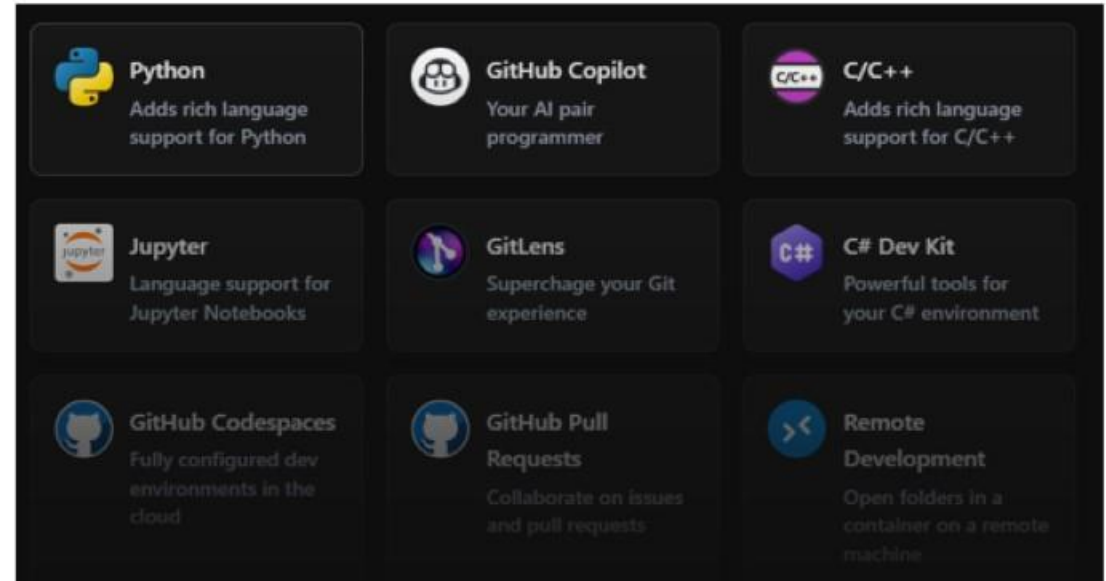 Python
Adds rich language
support for Python
GitHub Copilot
Your AI pair
programmer
C/C++
C/C++
Adds rich language
support for C/C++
jupyter
Jupyter
Language support for
Jupyter Notebooks
GitLens
Superchage your Git
experience
C#
C# Dev Kit
Powerful tools for
your C# environment
GitHub Codespaces
Fully configured dev
environments in the
cloud
GitHub Pull
Requests
Collaborate on issues
and pull requests
Remote
Development
Open folders in a
container on a remote
machine